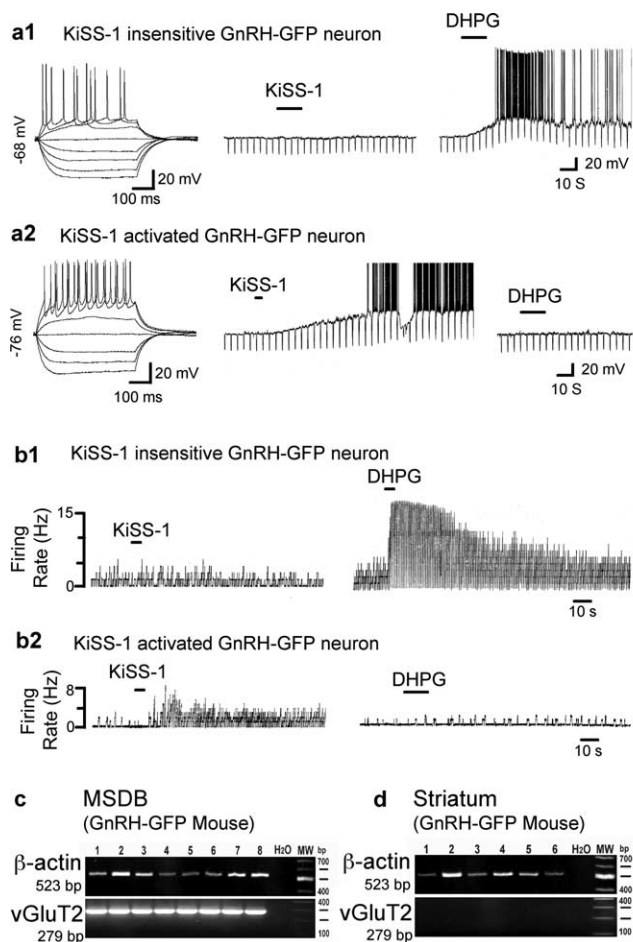 a1 KiSS-1 insensitive GnRH-GFP neuron
DHPG
KiSS-1
-68 mV
20 mV
100 ms
20 mV
10 S
a2 KiSS-1 activated GnRH-GFP neuron
KiSS-1
DHPG
-76 mV
20 mV
100 ms
20 mV
10 S
b1 KiSS-1 insensitive GnRH-GFP neuron
DHPG
15
KiSS-1
Firing
Rate (Hz)
0
10 s
b2 KiSS-1 activated GnRH-GFP neuron
KiSS-1
DHPG
8
Firing
Rate (Hz)
0
10 s
c MSDB
(GnRH-GFP Mouse)
1 2 3 4 5 6 7 8 H2O MW bp
β-actin
523 bp
700
400
vGluT2
279 bp
400
300
100
d Striatum
(GnRH-GFP Mouse)
1 2 3 4 5 6 H2O MW bp
β-actin
523 bp
700
400
vGluT2
279 bp
400
300
100